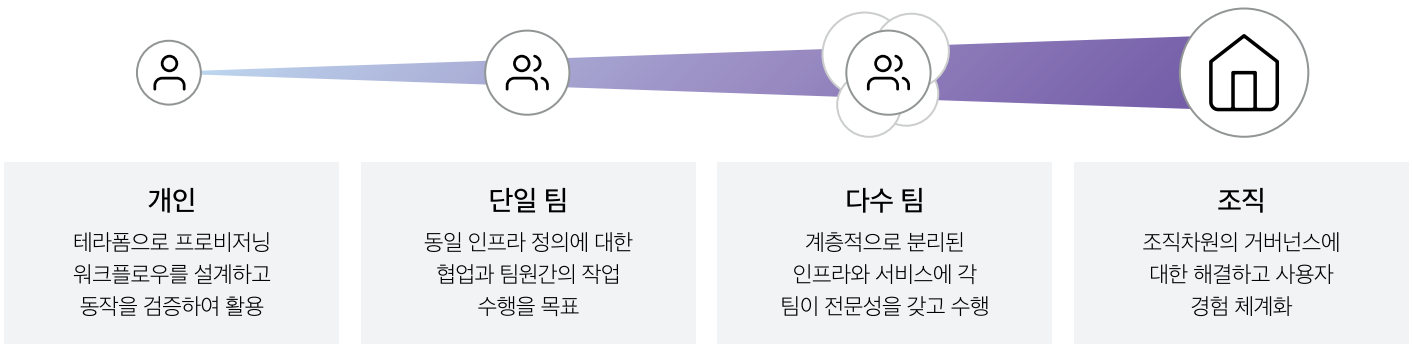 개인
테라폼으로 프로비저닝
워크플로우를 설계하고
동작을 검증하여 활용
단일 팀
동일 인프라 정의에 대한
협업과 팀원간의 작업
수행을 목표
다수 팀
계층적으로 분리된
인프라와 서비스에 각
팀이 전문성을 갖고 수행
조직
조직차원의 거버넌스에
대한 해결하고 사용자
경험 체계화